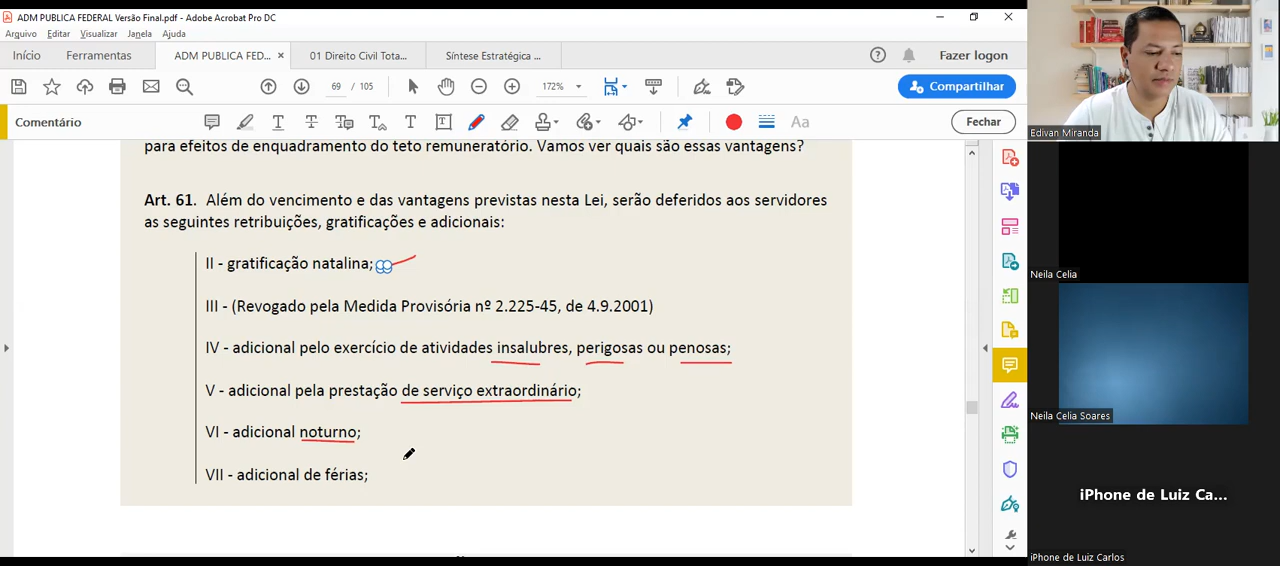 ADM PUBLICA FEDERAL Versão Final.pdf - Adobe Acrobat Pro DC
Arquivo Editar Visualizar Janela Ajuda
Início Ferramentas ADM PUBLICA FED... × 01 Direito Civil Tota... Síntese Estratégica ... Fazer logon
69 / 105 172% Compartilhar
Comentário Aa Fechar
para efeitos de enquadramento do teto remuneratório. Vamos ver quais são essas vantagens?
Art. 61. Além do vencimento e das vantagens previstas nesta Lei, serão deferidos aos servidores
as seguintes retribuições, gratificações e adicionais:
II - gratificação natalina;
III - (Revogado pela Medida Provisória nº 2.225-45, de 4.9.2001)
IV - adicional pelo exercício de atividades insalubres, perigosas ou penosas;
V - adicional pela prestação de serviço extraordinário;
VI - adicional noturno;
VII - adicional de férias;
Edivan Miranda
Neila Celia
Neila Celia Soares
iPhone de Luiz Ca...
iPhone de Luiz Carlos